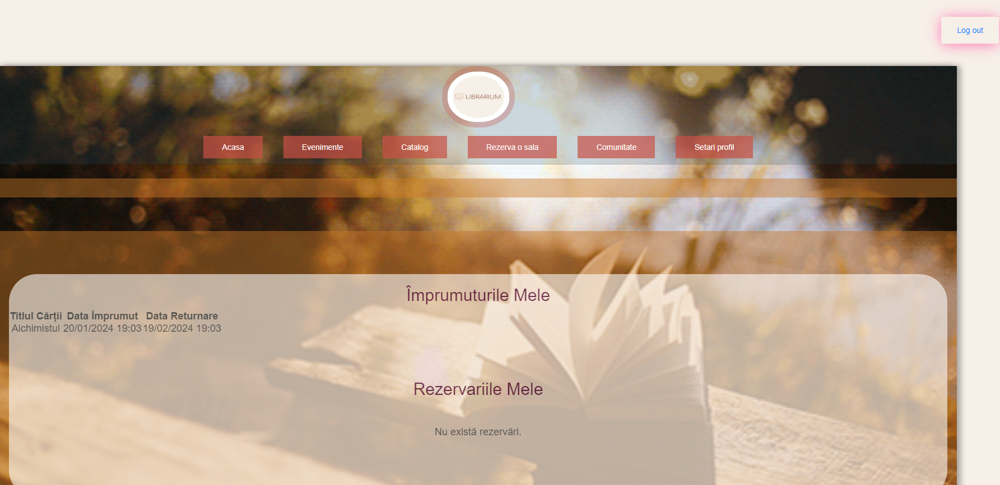 Log out
LIBRARIUM
Acasa Evenimente Catalog Rezerva o sala Comunitate Setari profil
Împrumuturile Mele
Titlul Cărții Data Împrumut Data Returnare
Alchimistul 20/01/2024 19:03 19/02/2024 19:03
Rezervariile Mele
Nu există rezervări.